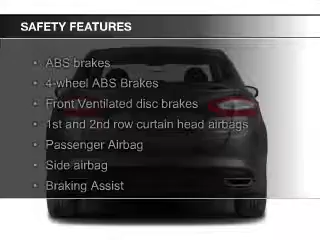 SAFETY FEATURES
• ABS brakes
• 4-wheel ABS Brakes
• Front Ventilated disc brakes
• 1st and 2nd row curtain head airbags
• Passenger Airbag
• Side airbag
• Braking Assist